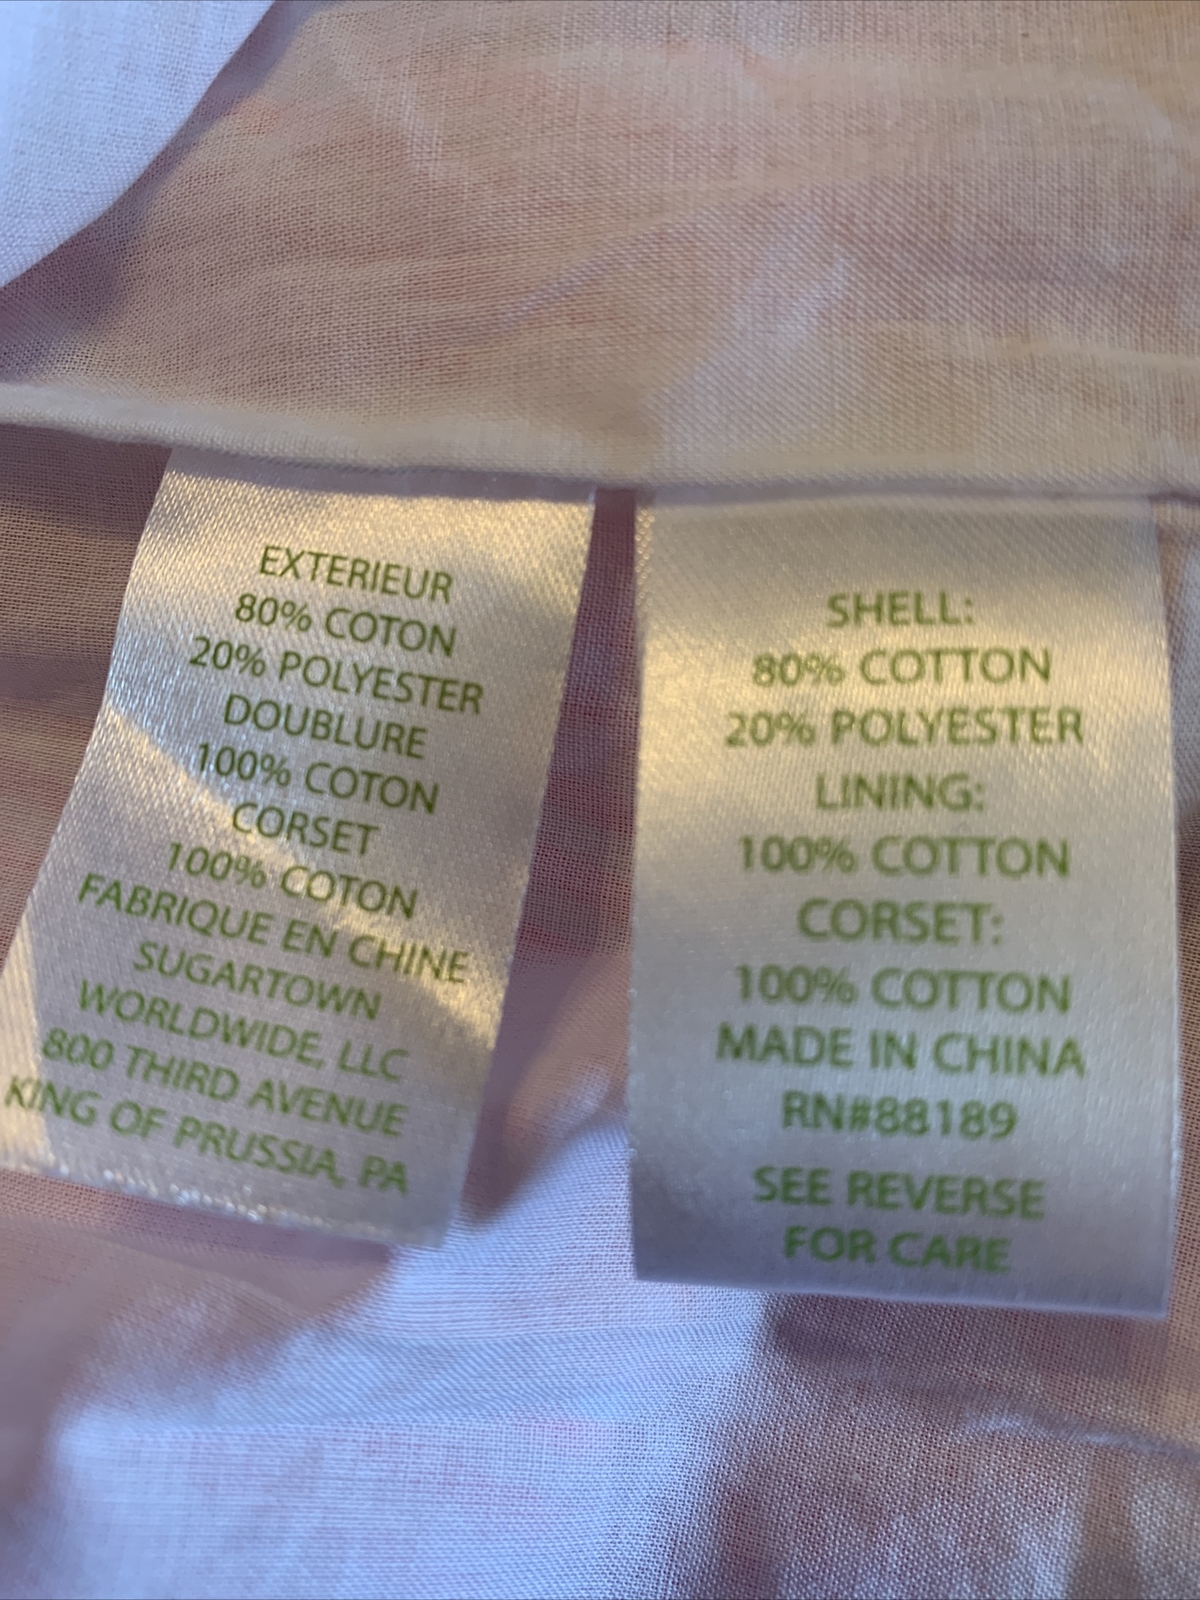 EXTERIEUR
80% COTON
20% POLYESTER
DOUBLURE
100% COTON
CORSET
100% COTON
FABRIQUE EN CHINE
SUGARTOWN
WORLDWIDE, LLC
800 THIRD AVENUE
KING OF PRUSSIA, PA
SHELL:
80% COTTON
20% POLYESTER
LINING:
100% COTTON
CORSET:
100% COTTON
MADE IN CHINA
RN#88189
SEE REVERSE
FOR CARE